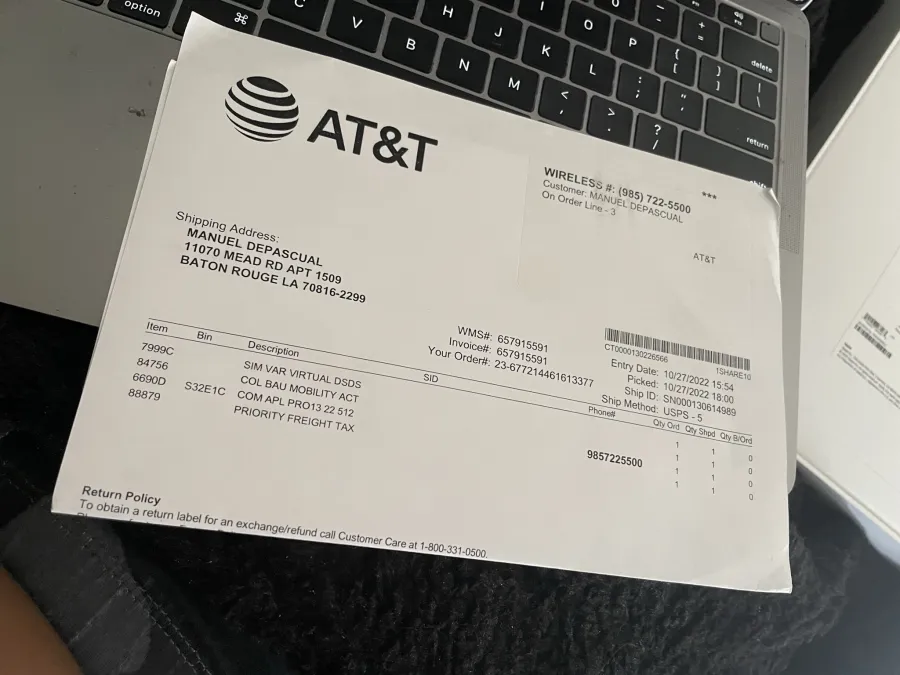 option
⌘
C
V
B
N
M
H
J
K
L
I
O
P
0
< ,
> .
? /
: ;
" '
{ [
} ]
| \
_ -
+ =
delete
return
shift
AT&T
WIRELESS #: (985) 722-5500 ***
Customer: MANUEL DEPASCUAL
On Order Line - 3
AT&T
Shipping Address:
MANUEL DEPASCUAL
11070 MEAD RD APT 1509
BATON ROUGE LA 70816-2299
WMS#: 657915591
Invoice#: 657915591
Your Order#: 23-677214461613377
CT0000130226566 1SHARE10
Entry Date: 10/27/2022 15:54
Picked: 10/27/2022 18:00
Ship ID: SN000130614989
Ship Method: USPS - 5
Item Bin Description SID Phone# Qty Ord Qty Shpd Qty B/Ord
7999C SIM VAR VIRTUAL DSDS 1 1 0
84756 COL BAU MOBILITY ACT 1 1 0
6690D S32E1C COM APL PRO13 22 512 9857225500 1 1 0
88879 PRIORITY FREIGHT TAX 1 1 0
Return Policy
To obtain a return label for an exchange/refund call Customer Care at 1-800-331-0500.